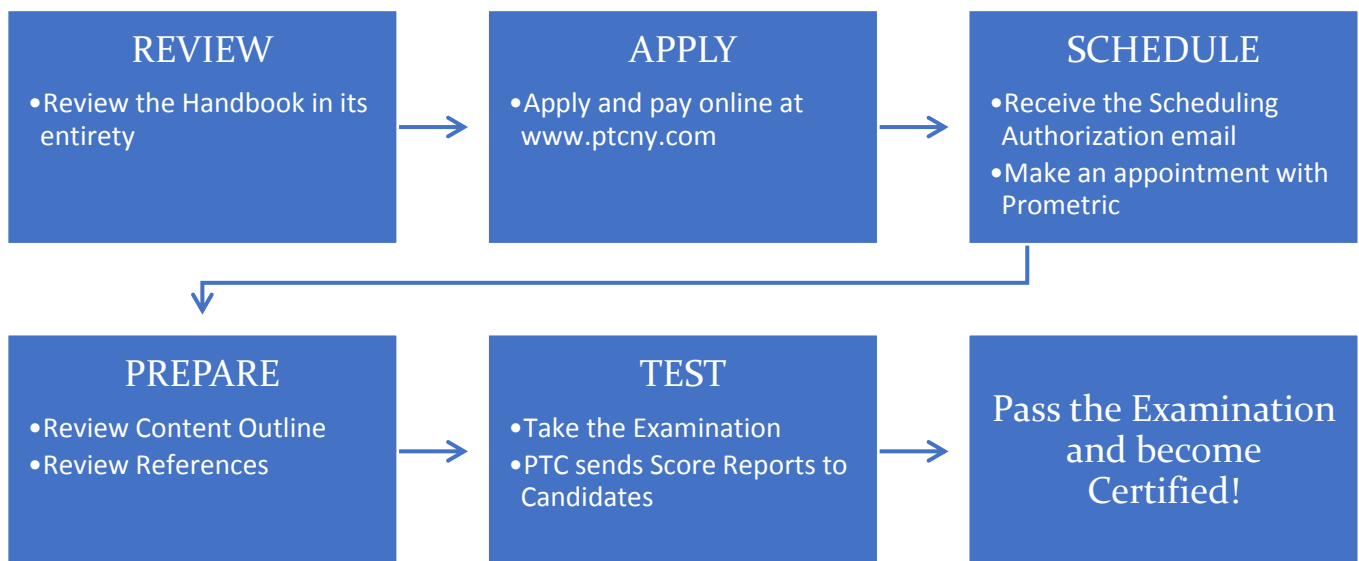 REVIEW
•Review the Handbook in its
entirety
APPLY
•Apply and pay online at
www.ptcny.com
SCHEDULE
•Receive the Scheduling
Authorization email
•Make an appointment with
Prometric
PREPARE
•Review Content Outline
•Review References
TEST
•Take the Examination
•PTC sends Score Reports to
Candidates
Pass the Examination
and become
Certified!